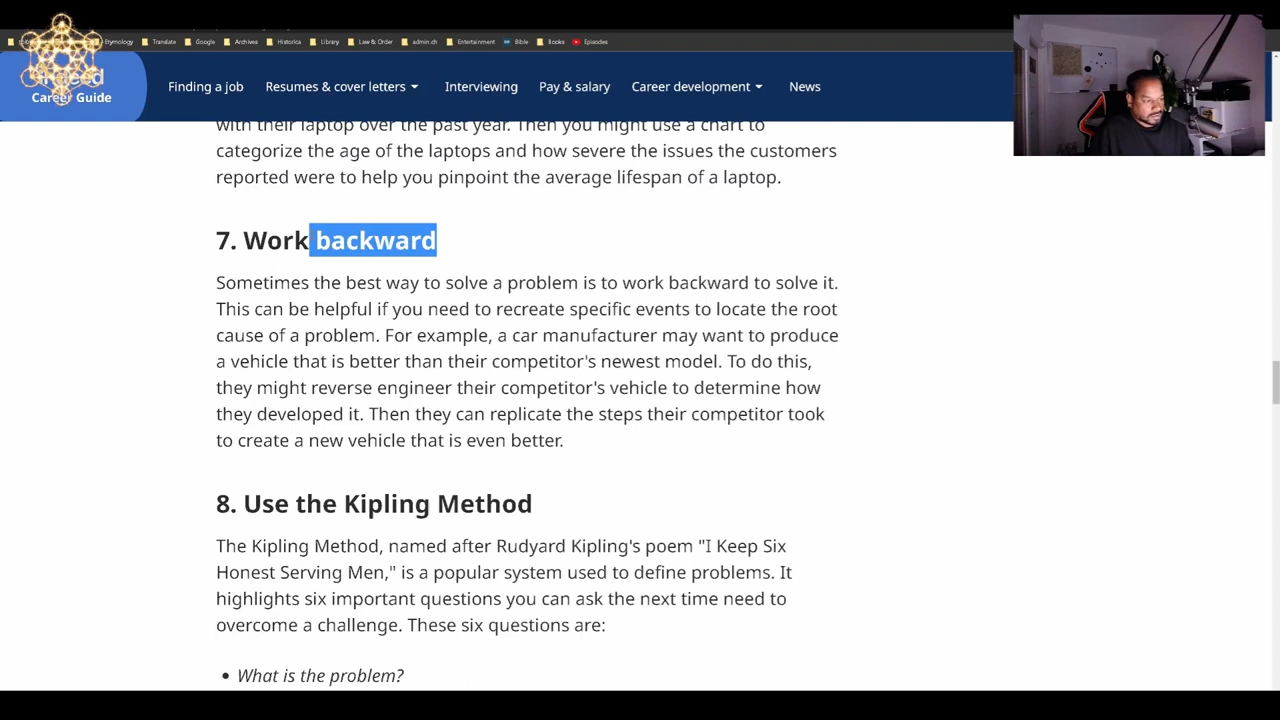 Etymology
Translate
Google
Archives
Historica
Library
Law & Order
admin.ch
Entertainment
Bible
Books
Episodes
Career Guide
Finding a job
Resumes & cover letters
Interviewing
Pay & salary
Career development
News
with their laptop over the past year. Then you might use a chart to
categorize the age of the laptops and how severe the issues the customers
reported were to help you pinpoint the average lifespan of a laptop.
7. Work backward
Sometimes the best way to solve a problem is to work backward to solve it.
This can be helpful if you need to recreate specific events to locate the root
cause of a problem. For example, a car manufacturer may want to produce
a vehicle that is better than their competitor's newest model. To do this,
they might reverse engineer their competitor's vehicle to determine how
they developed it. Then they can replicate the steps their competitor took
to create a new vehicle that is even better.
8. Use the Kipling Method
The Kipling Method, named after Rudyard Kipling's poem "I Keep Six
Honest Serving Men," is a popular system used to define problems. It
highlights six important questions you can ask the next time need to
overcome a challenge. These six questions are:
• What is the problem?